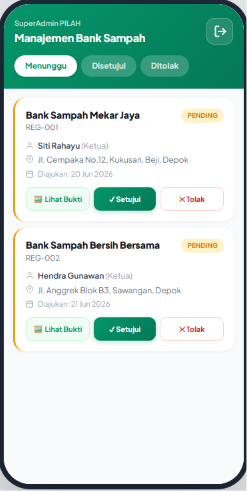 SuperAdmin PILAH
Manajemen Bank Sampah
Menunggu Disetujui Ditolak
Bank Sampah Mekar Jaya PENDING
REG-001
Siti Rahayu (Ketua)
Jl. Cempaka No.12, Kukusan, Beji, Depok
Diajukan: 20 Jun 2026
Lihat Bukti ✓ Setujui ✕ Tolak
Bank Sampah Bersih Bersama PENDING
REG-002
Hendra Gunawan (Ketua)
Jl. Anggrek Blok B3, Sawangan, Depok
Diajukan: 21 Jun 2026
Lihat Bukti ✓ Setujui ✕ Tolak